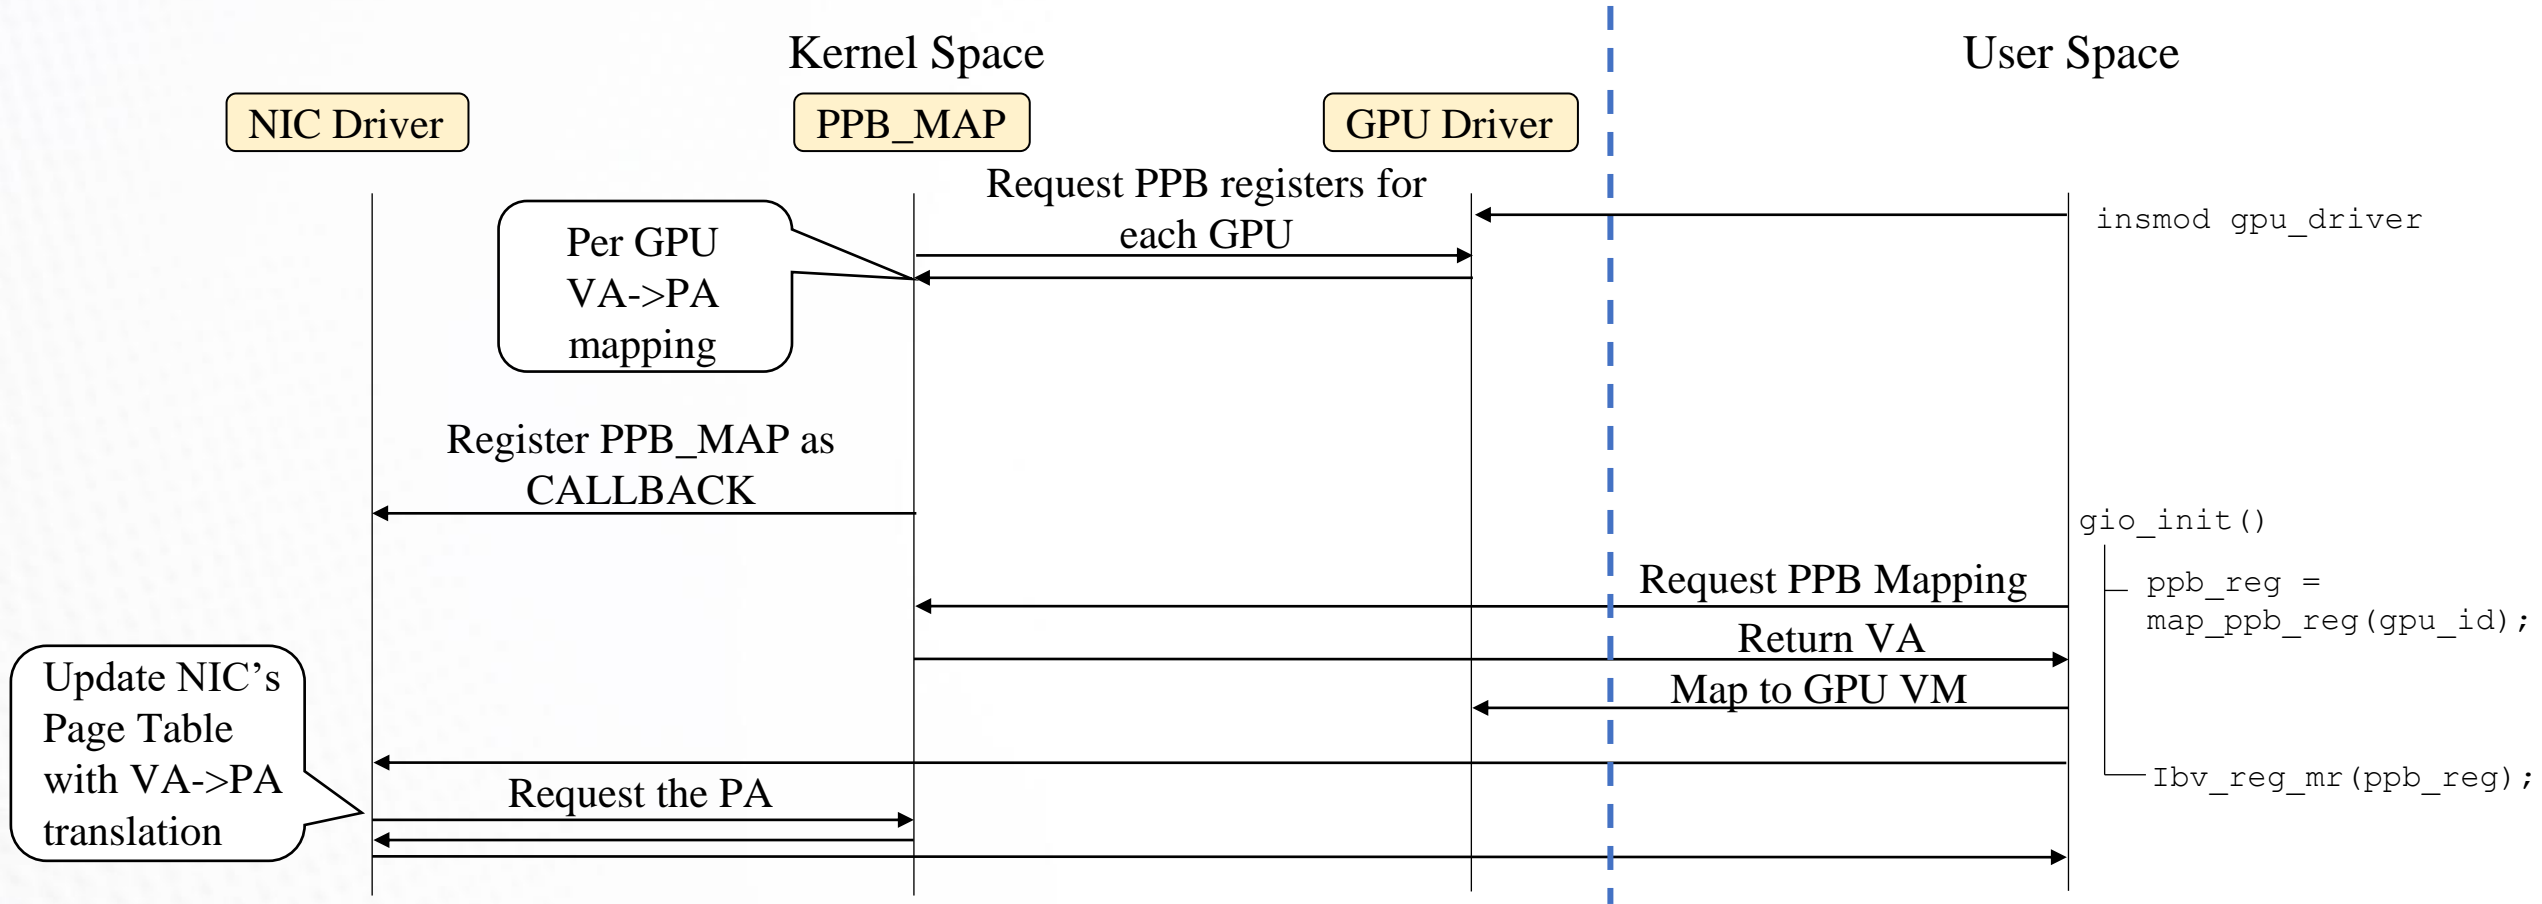 Kernel Space
User Space
NIC Driver
PPB_MAP
GPU Driver
Request PPB registers for
each GPU
insmod gpu_driver
Per GPU
VA->PA
mapping
Register PPB_MAP as
CALLBACK
gio_init()
Request PPB Mapping
ppb_reg =
map_ppb_reg(gpu_id);
Return VA
Map to GPU VM
Update NIC’s
Page Table
with VA->PA
translation
Request the PA
Ibv_reg_mr(ppb_reg);